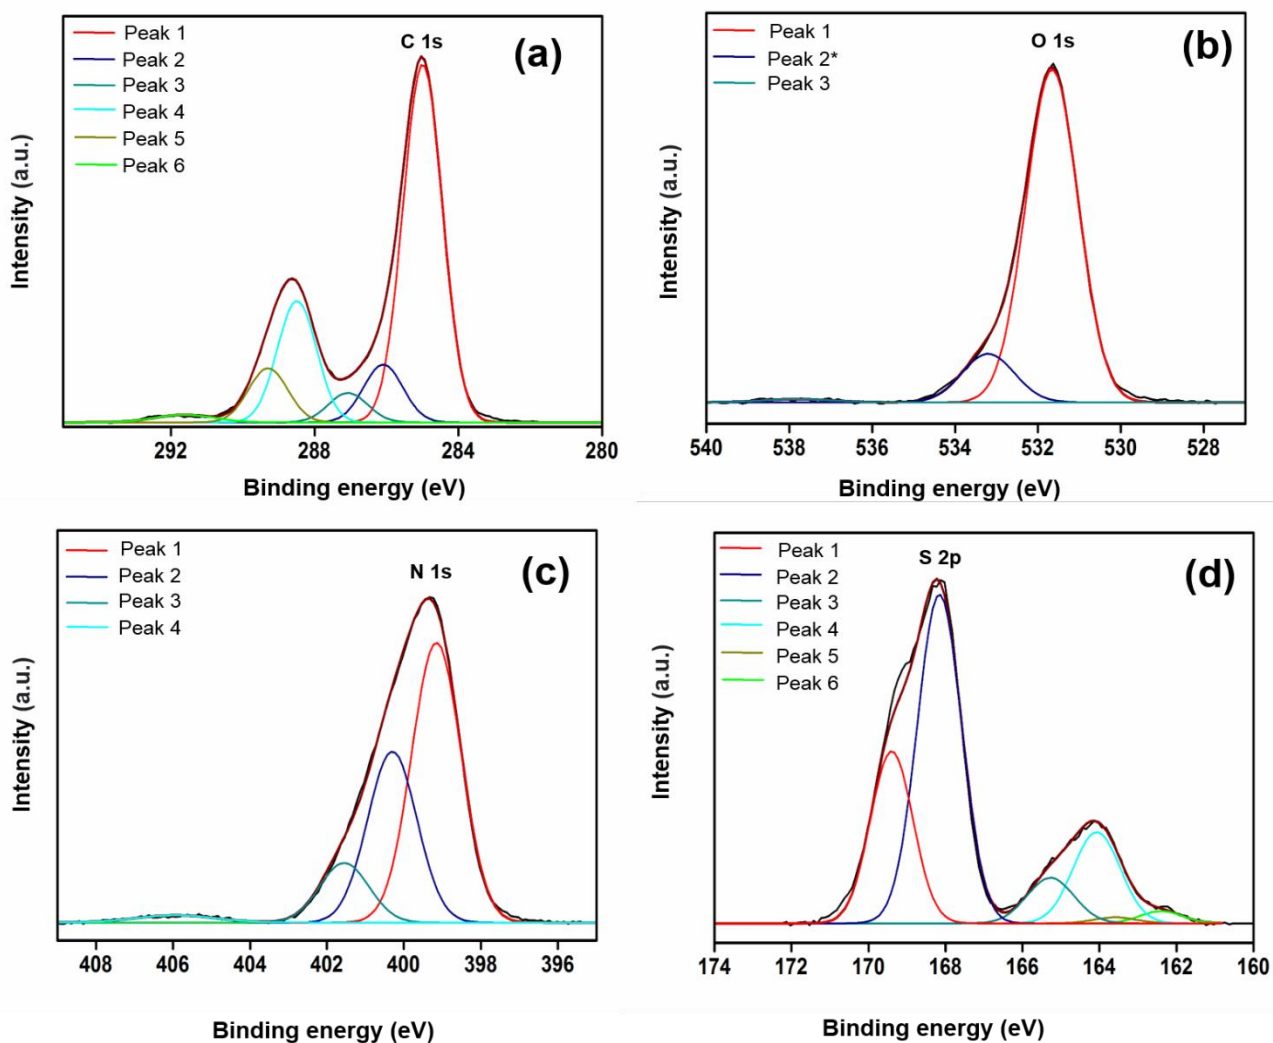 Peak 1
Peak 2
Peak 3
Peak 4
Peak 5
Peak 6
C 1s
(a)
Intensity (a.u.)
292
288
284
280
Binding energy (eV)
Peak 1
Peak 2*
Peak 3
O 1s
(b)
Intensity (a.u.)
540
538
536
534
532
530
528
Binding energy (eV)
Peak 1
Peak 2
Peak 3
Peak 4
N 1s
(c)
Intensity (a.u.)
408
406
404
402
400
398
396
Binding energy (eV)
Peak 1
Peak 2
Peak 3
Peak 4
Peak 5
Peak 6
S 2p
(d)
Intensity (a.u.)
174
172
170
168
166
164
162
160
Binding energy (eV)